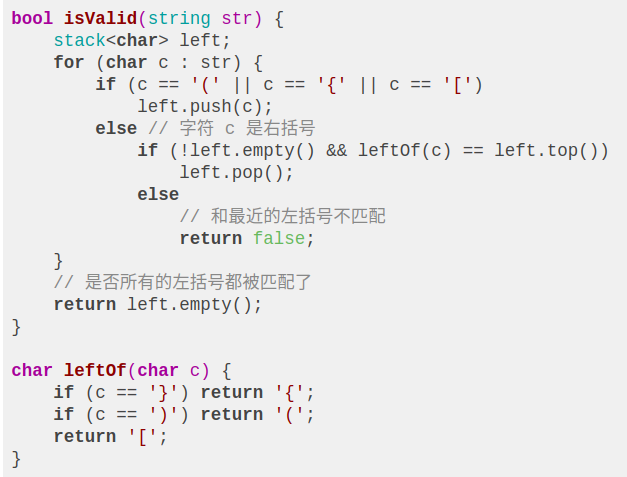 bool isValid(string str) {
    stack<char> left;
    for (char c : str) {
        if (c == '(' || c == '{' || c == '[')
            left.push(c);
        else // 字符 c 是右括号
            if (!left.empty() && leftOf(c) == left.top())
                left.pop();
            else
                // 和最近的左括号不匹配
                return false;
    }
    // 是否所有的左括号都被匹配了
    return left.empty();
}

char leftOf(char c) {
    if (c == '}') return '{';
    if (c == ')') return '(';
    return '[';
}